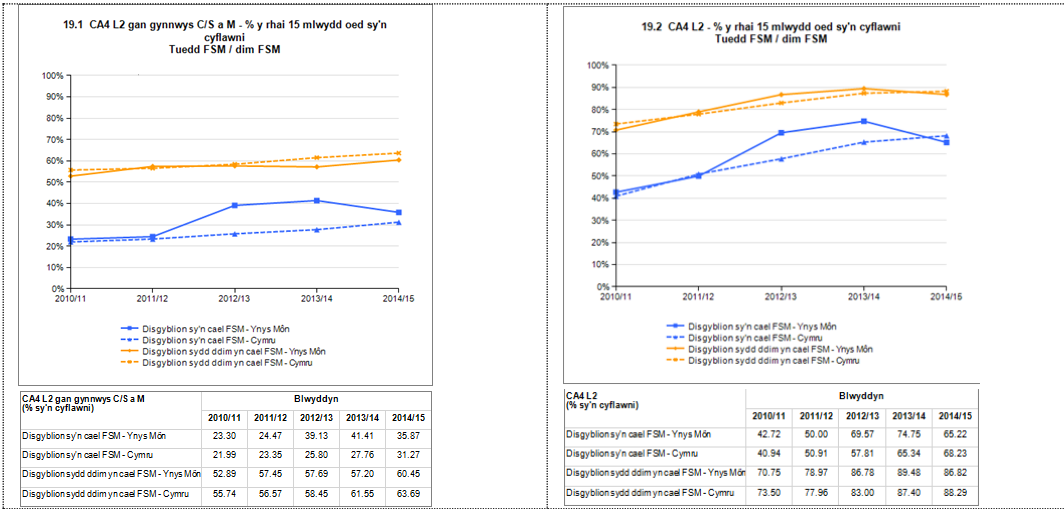 19.1 CA4 L2 gan gynnwys C/S a M - % y rhai 15 mlwydd oed sy'n
cyflawni
Tuedd FSM / dim FSM
100%
90%
80%
70%
60%
50%
40%
30%
20%
10%
0%
2010/11 2011/12 2012/13 2013/14 2014/15
Disgyblion sy'n cael FSM - Ynys Môn
Disgyblion sy'n cael FSM - Cymru
Disgyblion sydd ddim yn cael FSM - Ynys Môn
Disgyblion sydd ddim yn cael FSM - Cymru
CA4 L2 gan gynnwys C/S a M
(% sy'n cyflawni)
Blwyddyn
2010/11 2011/12 2012/13 2013/14 2014/15
Disgyblion sy'n cael FSM - Ynys Môn 23.30 24.47 39.13 41.41 35.87
Disgyblion sy'n cael FSM - Cymru 21.99 23.35 25.80 27.76 31.27
Disgyblion sydd ddim yn cael FSM - Ynys Môn 52.89 57.45 57.69 57.20 60.45
Disgyblion sydd ddim yn cael FSM - Cymru 55.74 56.57 58.45 61.55 63.69
19.2 CA4 L2 - % y rhai 15 mlwydd oed sy'n cyflawni
Tuedd FSM / dim FSM
100%
90%
80%
70%
60%
50%
40%
30%
20%
10%
0%
2010/11 2011/12 2012/13 2013/14 2014/15
Disgyblion sy'n cael FSM - Ynys Môn
Disgyblion sy'n cael FSM - Cymru
Disgyblion sydd ddim yn cael FSM - Ynys Môn
Disgyblion sydd ddim yn cael FSM - Cymru
CA4 L2
(% sy'n cyflawni)
Blwyddyn
2010/11 2011/12 2012/13 2013/14 2014/15
Disgyblion sy'n cael FSM - Ynys Môn 42.72 50.00 69.57 74.75 65.22
Disgyblion sy'n cael FSM - Cymru 40.94 50.91 57.81 65.34 68.23
Disgyblion sydd ddim yn cael FSM - Ynys Môn 70.75 78.97 86.78 89.48 86.82
Disgyblion sydd ddim yn cael FSM - Cymru 73.50 77.96 83.00 87.40 88.29